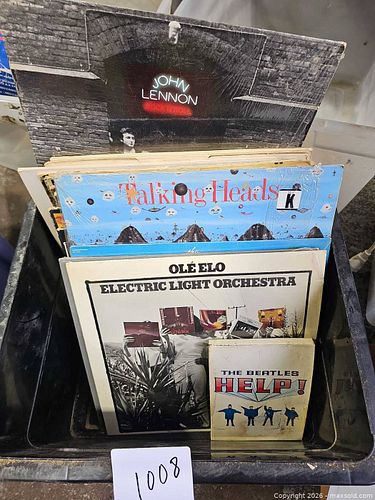 JOHN
LENNON
Talking Heads
K
OLÉ ELO
ELECTRIC LIGHT ORCHESTRA
THE BEATLES
HELP!
1008
Copyright 2026 - maxsold.com